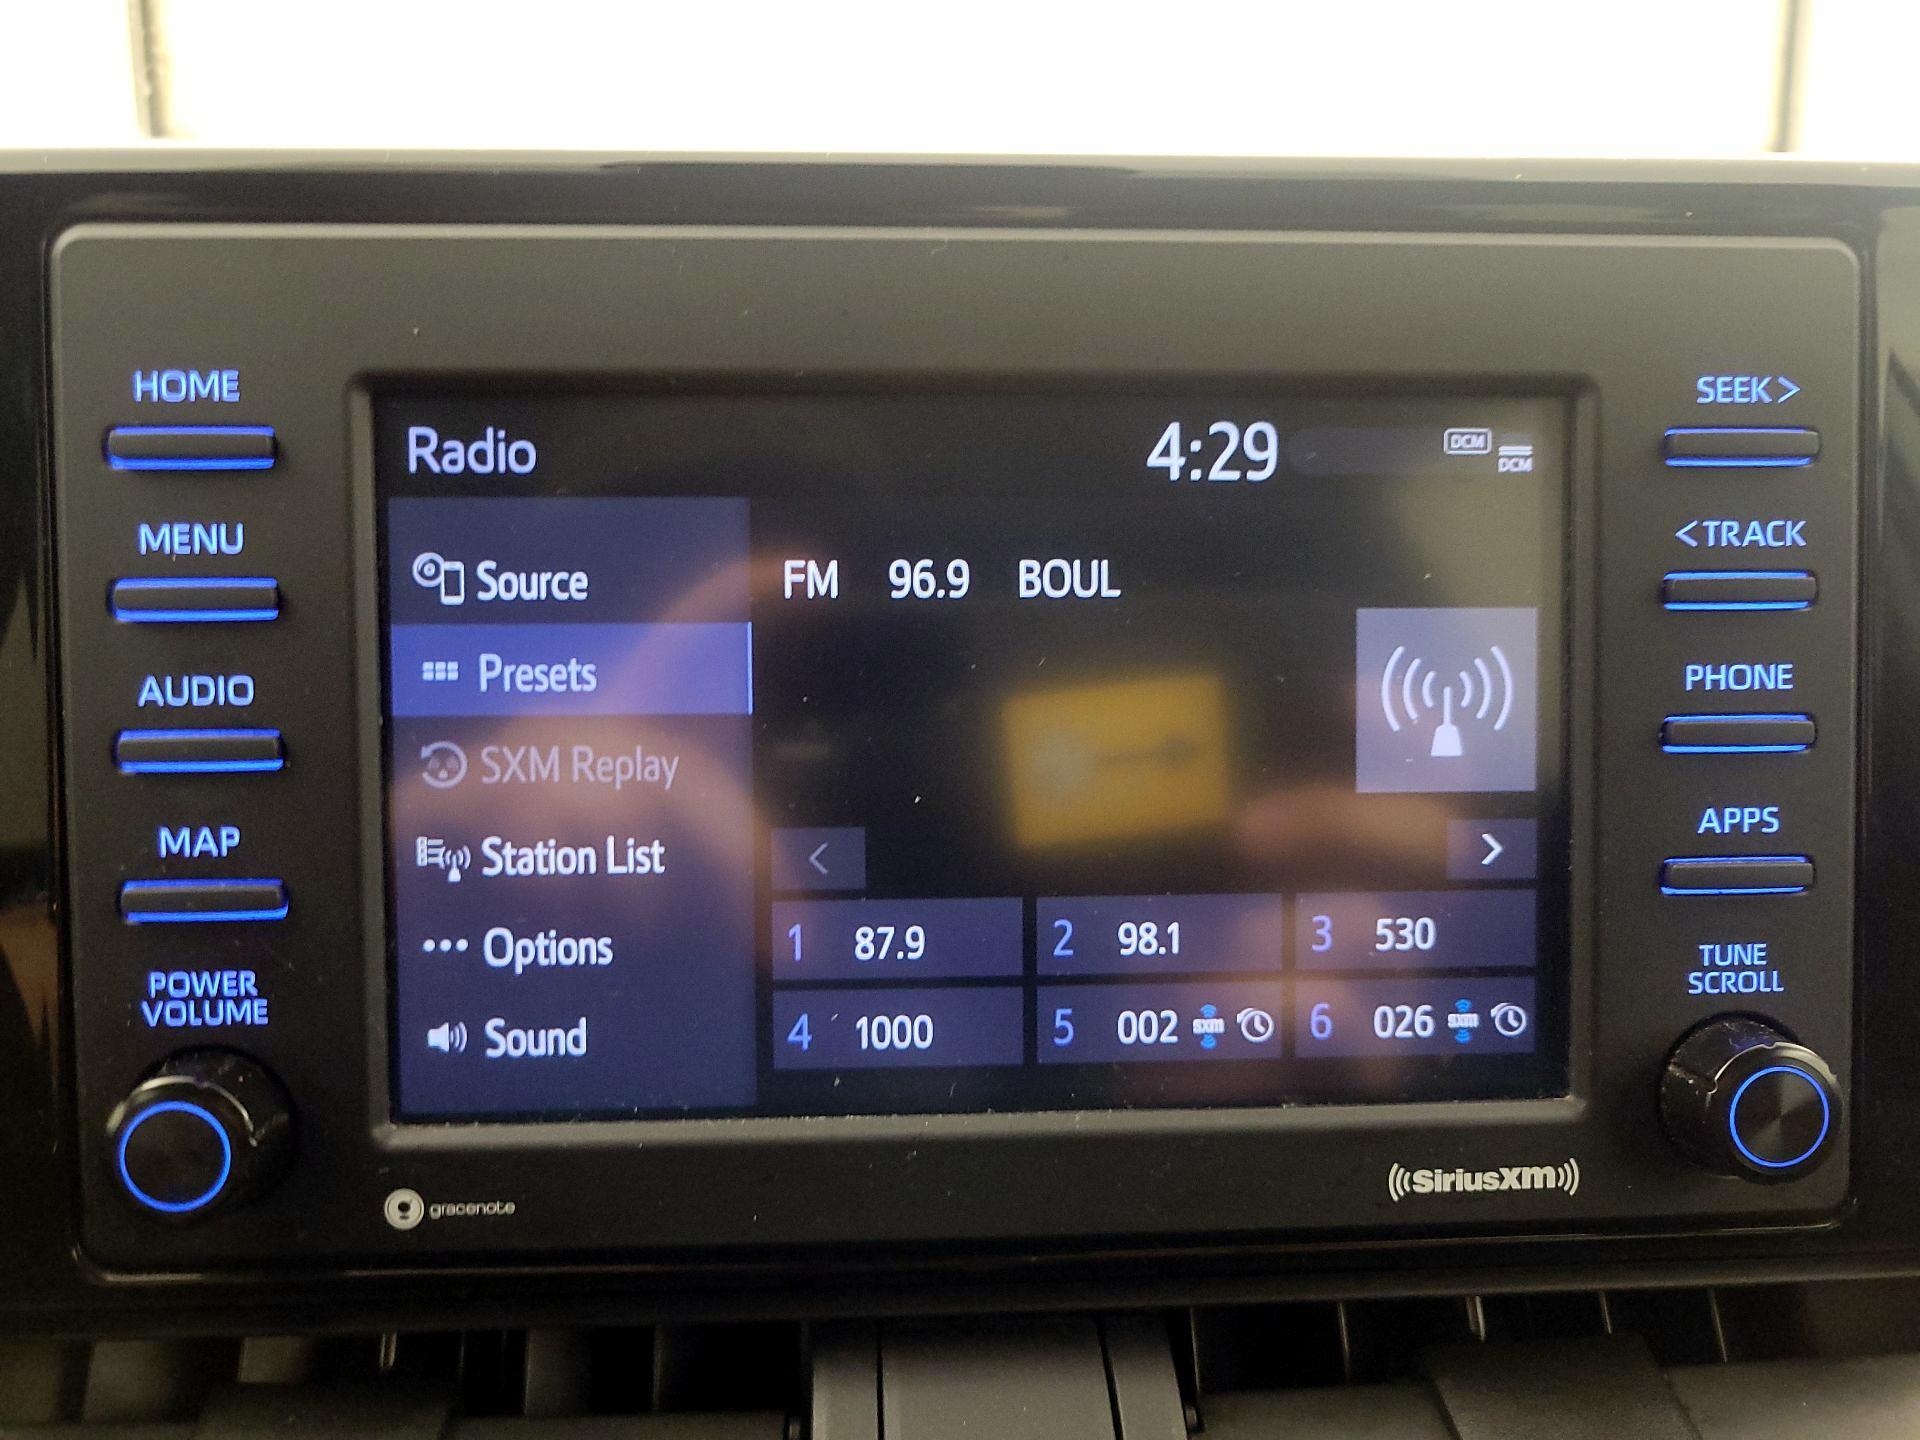 HOME
MENU
AUDIO
MAP
POWER
VOLUME
Radio
4:29
DCM
DCM
Source
Presets
SXM Replay
Station List
Options
Sound
FM 96.9 BOUL
<
>
1 87.9
2 98.1
3 530
4 1000
5 002 sxm
6 026 sxm
SEEK >
< TRACK
PHONE
APPS
TUNE
SCROLL
gracenote
((SiriusXM))